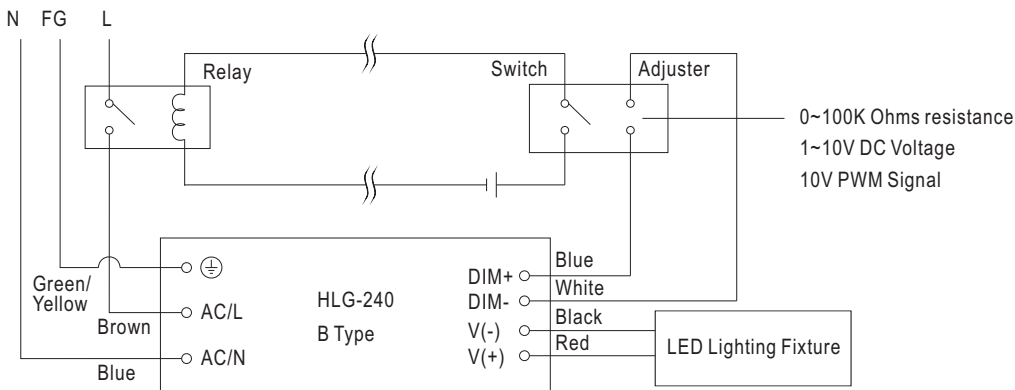 N FG L
Relay
Switch
Adjuster
0~100K Ohms resistance
1~10V DC Voltage
10V PWM Signal
Green/
Yellow
Brown
Blue
AC/L
AC/N
HLG-240
B Type
DIM+
DIM-
V(-)
V(+)
Blue
White
Black
Red
LED Lighting Fixture